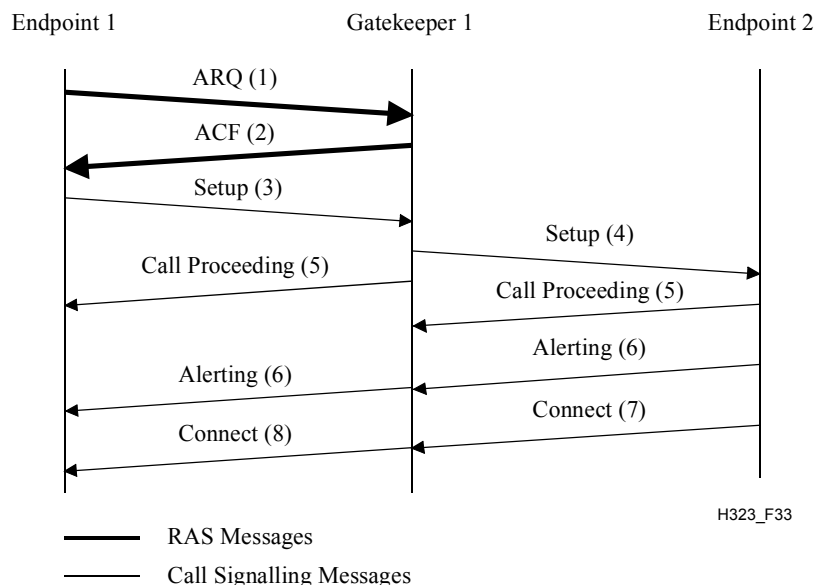 Endpoint 1 Gatekeeper 1 Endpoint 2
ARQ (1)
ACF (2)
Setup (3)
Setup (4)
Call Proceeding (5)
Call Proceeding (5)
Alerting (6)
Alerting (6)
Connect (7)
Connect (8)
H323_F33
RAS Messages
Call Signalling Messages